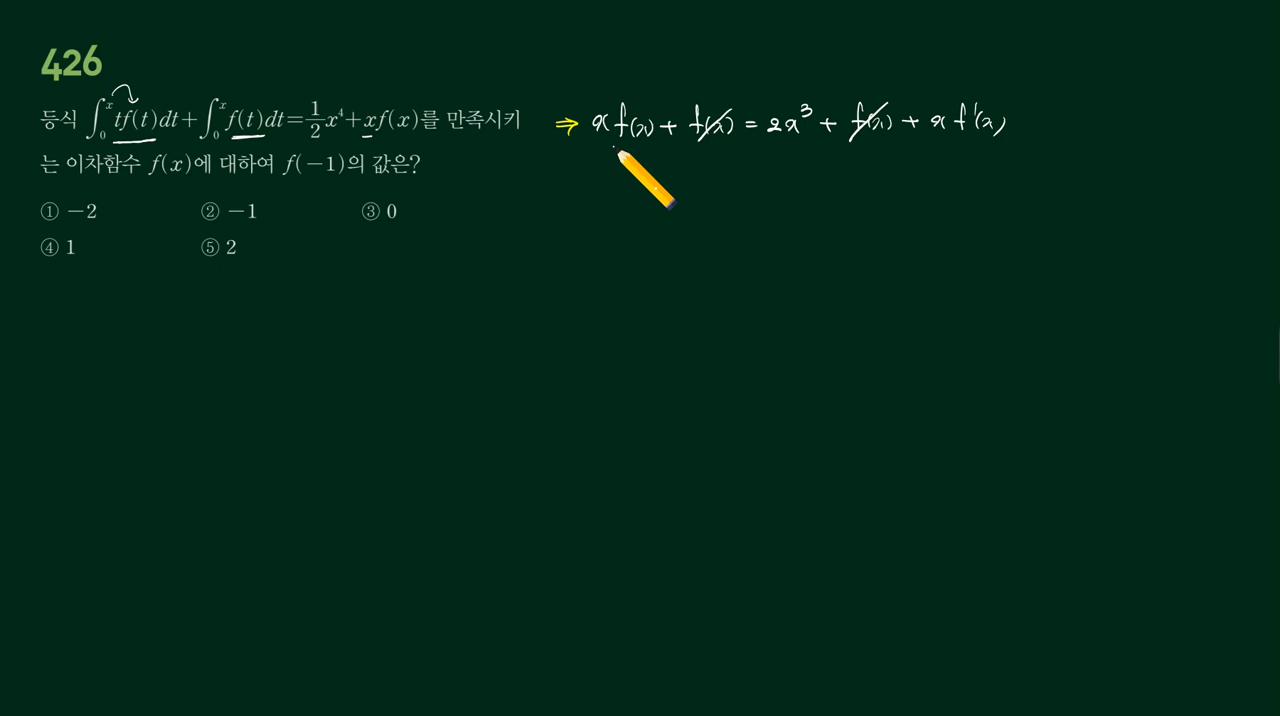 426
등식 ∫₀ˣ tf(t)dt+∫₀ˣ f(t)dt=1/2x⁴+xf(x)를 만족시키 ⇒ x f(x) + f(x) = 2x³ + f(x) + x f'(x)
는 이차함수 f(x)에 대하여 f(−1)의 값은?
① −2 ② −1 ③ 0
④ 1 ⑤ 2